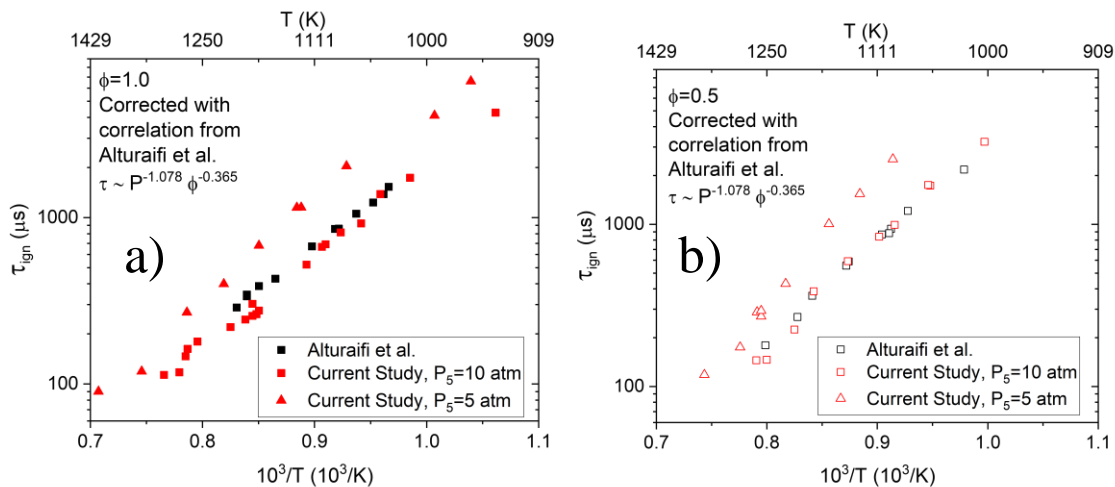 T (K)
1429 1250 1111 1000 909
ϕ=1.0
Corrected with
correlation from
Alturaifi et al.
τ ~ P^-1.078 ϕ^-0.365
a)
1000
100
τ_ign (μs)
Alturaifi et al.
Current Study, P₅=10 atm
Current Study, P₅=5 atm
0.7 0.8 0.9 1.0 1.1
10³/T (10³/K)
T (K)
1429 1250 1111 1000 909
ϕ=0.5
Corrected with
correlation from
Alturaifi et al.
τ ~ P^-1.078 ϕ^-0.365
b)
1000
100
τ_ign (μs)
Alturaifi et al.
Current Study, P₅=10 atm
Current Study, P₅=5 atm
0.7 0.8 0.9 1.0 1.1
10³/T (10³/K)